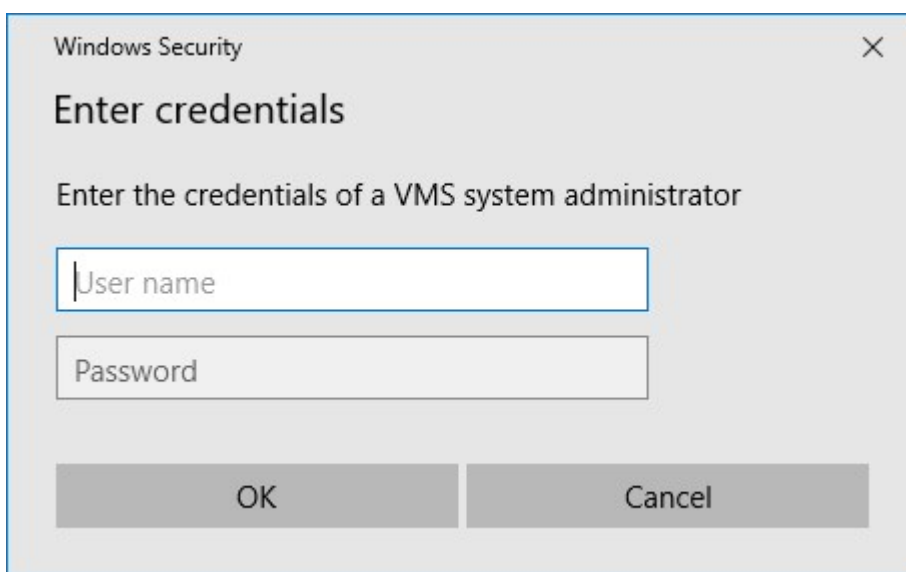 Windows Security
Enter credentials
Enter the credentials of a VMS system administrator
User name
Password
OK
Cancel